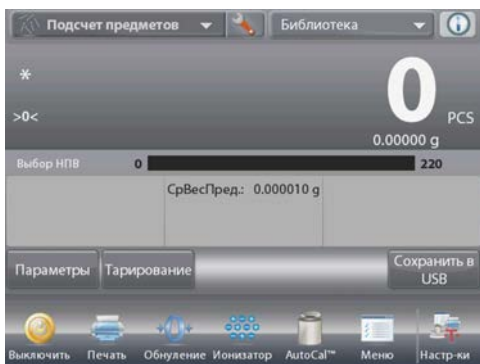 Подсчет предметов Библиотека
*
0
>0<
PCS
0.00000 g
Выбор НПВ 0 220
СрВесПред.: 0.000010 g
Параметры Тарирование Сохранить в
USB
Выключить Печать Обнуление Ионизатор AutoCal™ Меню Настр-ки